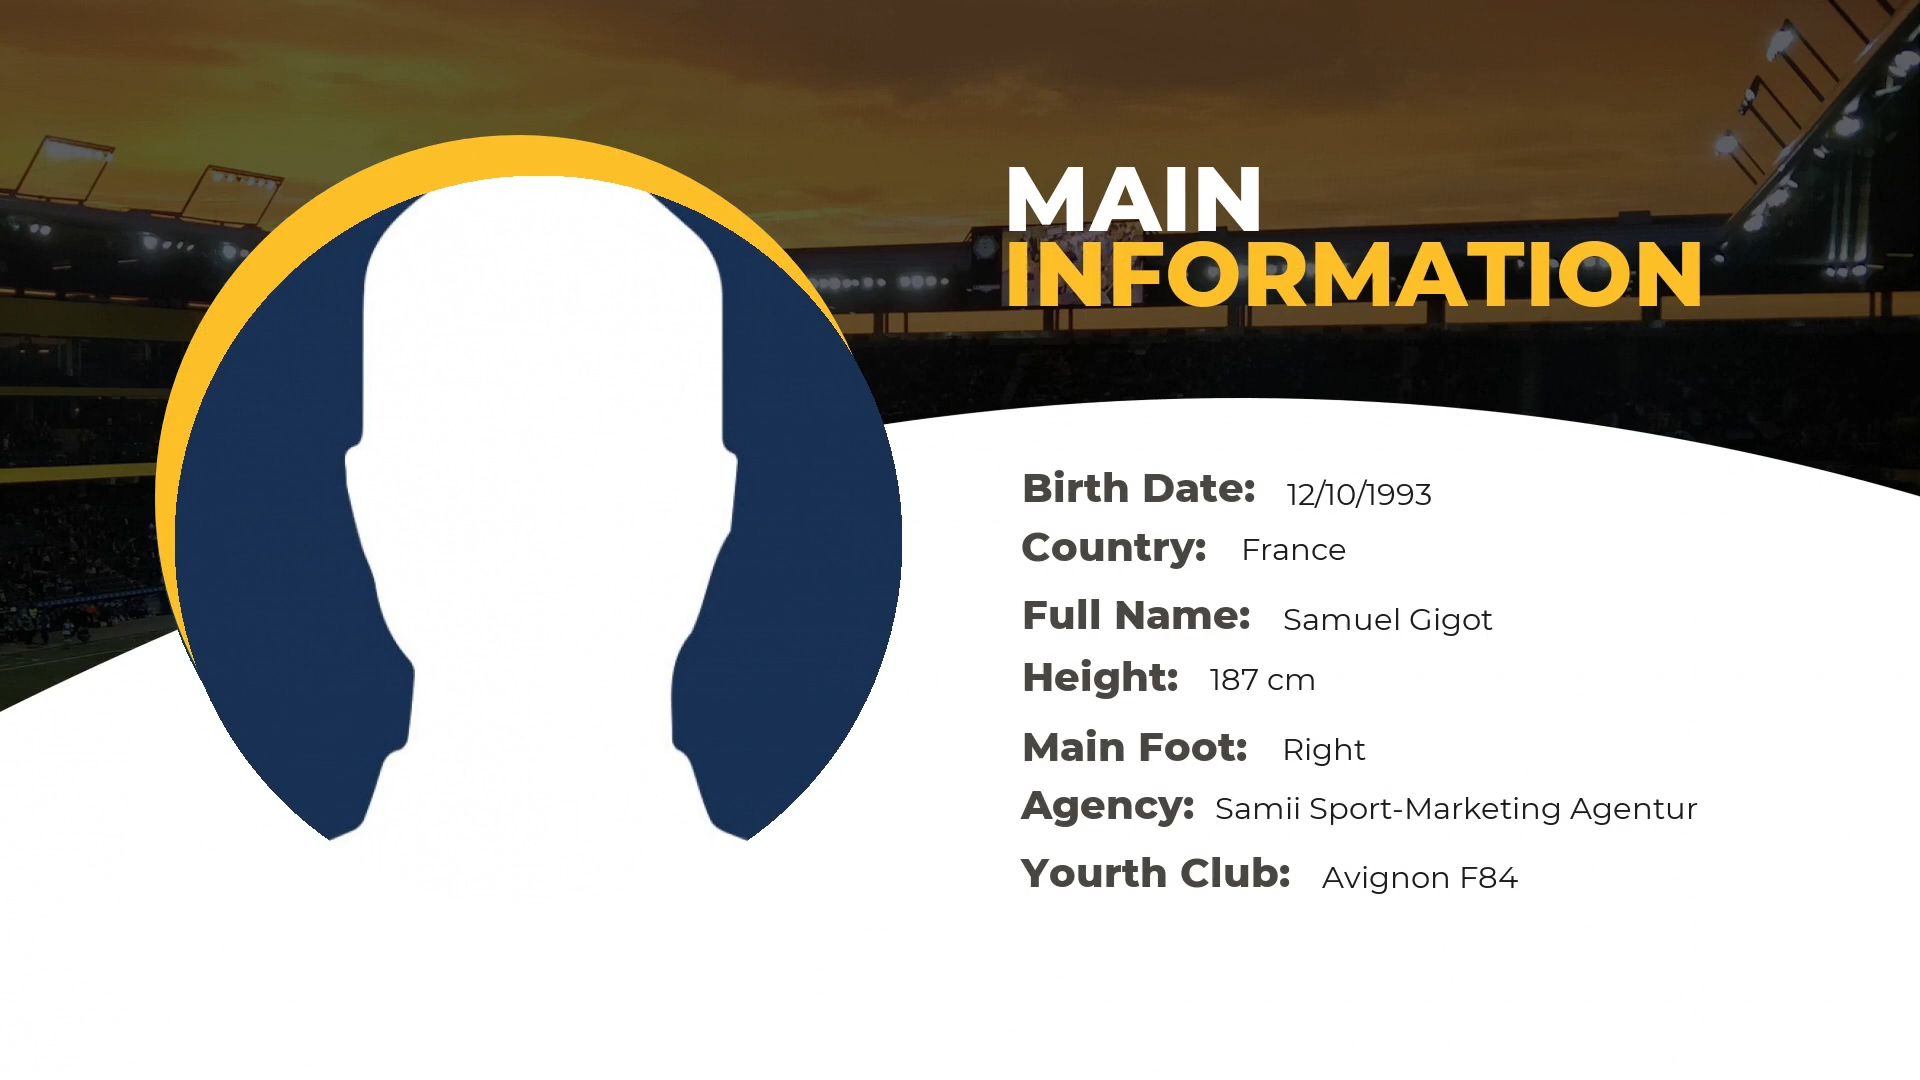 MAIN
INFORMATION
Birth Date: 12/10/1993
Country: France
Full Name: Samuel Gigot
Height: 187 cm
Main Foot: Right
Agency: Samii Sport-Marketing Agentur
Yourth Club: Avignon F84